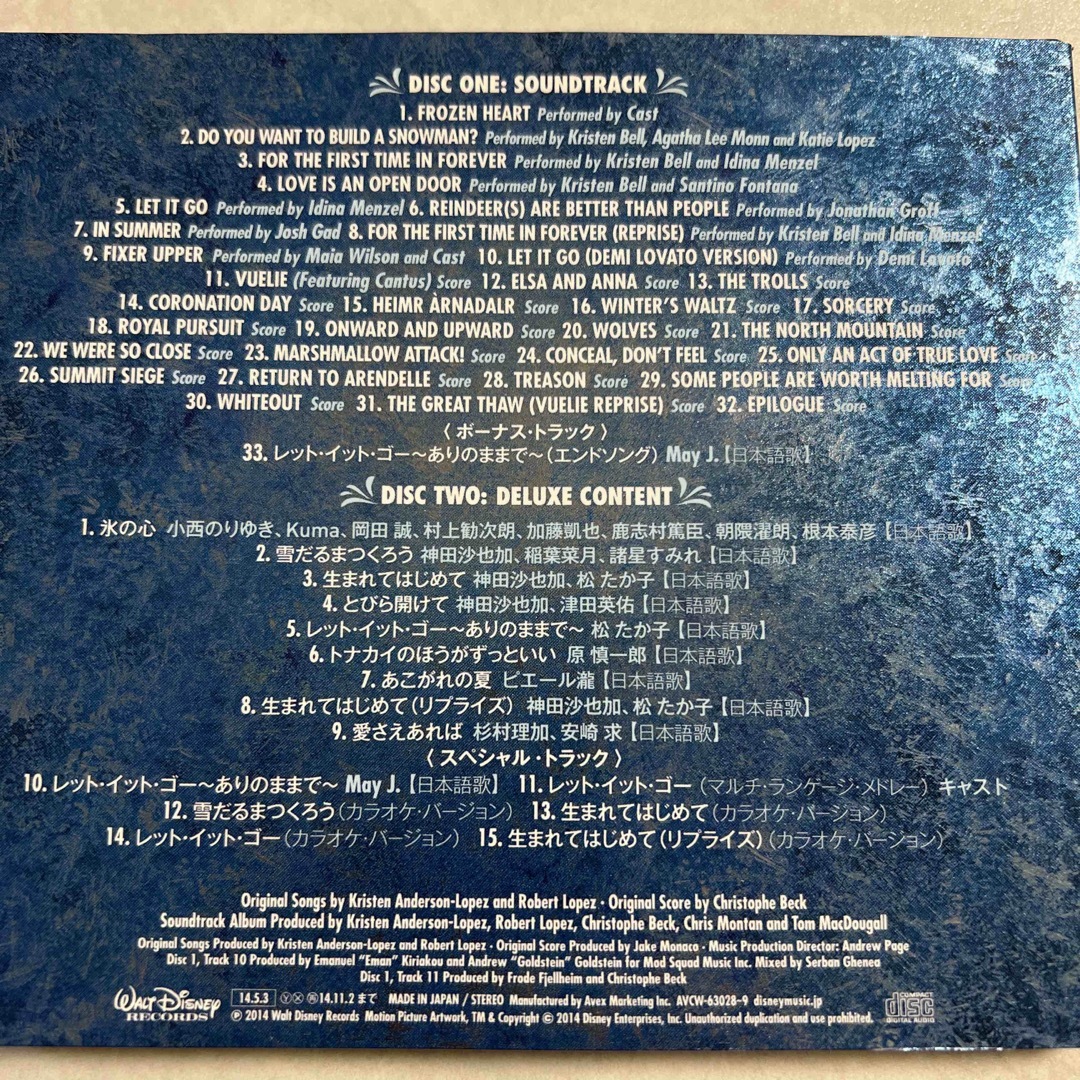 DISC ONE: SOUNDTRACK
1. FROZEN HEART Performed by Cast
2. DO YOU WANT TO BUILD A SNOWMAN? Performed by Kristen Bell, Agatha Lee Monn and Katie Lopez
3. FOR THE FIRST TIME IN FOREVER Performed by Kristen Bell and Idina Menzel
4. LOVE IS AN OPEN DOOR Performed by Kristen Bell and Santino Fontana
5. LET IT GO Performed by Idina Menzel 6. REINDEER(S) ARE BETTER THAN PEOPLE Performed by Jonathan Groff
7. IN SUMMER Performed by Josh Gad 8. FOR THE FIRST TIME IN FOREVER (REPRISE) Performed by Kristen Bell and Idina Menzel
9. FIXER UPPER Performed by Maia Wilson and Cast 10. LET IT GO (DEMI LOVATO VERSION) Performed by Demi Lovato
11. VUELIE (Featuring Cantus) Score 12. ELSA AND ANNA Score 13. THE TROLLS Score
14. CORONATION DAY Score 15. HEIMR ÀRNADALR Score 16. WINTER'S WALTZ Score 17. SORCERY Score
18. ROYAL PURSUIT Score 19. ONWARD AND UPWARD Score 20. WOLVES Score 21. THE NORTH MOUNTAIN Score
22. WE WERE SO CLOSE Score 23. MARSHMALLOW ATTACK! Score 24. CONCEAL, DON'T FEEL Score 25. ONLY AN ACT OF TRUE LOVE Score
26. SUMMIT SIEGE Score 27. RETURN TO ARENDELLE Score 28. TREASON Score 29. SOME PEOPLE ARE WORTH MELTING FOR Score
30. WHITEOUT Score 31. THE GREAT THAW (VUELIE REPRISE) Score 32. EPILOGUE Score
〈ボーナス・トラック〉
33. レット・イット・ゴー～ありのままで～(エンドソング) May J.【日本語歌】
DISC TWO: DELUXE CONTENT
1. 氷の心 小西のりゆき、Kuma、岡田 誠、村上勧次朗、加藤凱也、鹿志村篤臣、朝隈濯朗、根本泰彦【日本語歌】
2. 雪だるまつくろう 神田沙也加、稲葉菜月、諸星すみれ【日本語歌】
3. 生まれてはじめて 神田沙也加、松 たか子【日本語歌】
4. とびら開けて 神田沙也加、津田英佑【日本語歌】
5. レット・イット・ゴー～ありのままで～ 松 たか子【日本語歌】
6. トナカイのほうがずっといい 原 慎一郎【日本語歌】
7. あこがれの夏 ピエール瀧【日本語歌】
8. 生まれてはじめて(リプライズ) 神田沙也加、松 たか子【日本語歌】
9. 愛さえあれば 杉村理加、安崎 求【日本語歌】
〈スペシャル・トラック〉
10. レット・イット・ゴー～ありのままで～ May J.【日本語歌】 11. レット・イット・ゴー (マルチ・ランゲージ・メドレー) キャスト
12. 雪だるまつくろう(カラオケ・バージョン) 13. 生まれてはじめて(カラオケ・バージョン)
14. レット・イット・ゴー(カラオケ・バージョン) 15. 生まれてはじめて(リプライズ)(カラオケ・バージョン)
Original Songs by Kristen Anderson-Lopez and Robert Lopez · Original Score by Christophe Beck
Soundtrack Album Produced by Kristen Anderson-Lopez, Robert Lopez, Christophe Beck, Chris Montan and Tom MacDougall
Original Songs Produced by Kristen Anderson-Lopez and Robert Lopez · Original Score Produced by Jake Monaco · Music Production Director: Andrew Page
Disc 1, Track 10 Produced by Emanuel "Eman" Kiriakou and Andrew "Goldstein" Goldstein for Mad Squad Music Inc. Mixed by Serban Ghenea
Disc 1, Track 11 Produced by Frode Fjellheim and Christophe Beck
WALT DISNEY RECORDS
14.5.3 Ⓨ Ⓧ ㊢ 14.11.2 まで MADE IN JAPAN / STEREO Manufactured by Avex Marketing Inc. AVCW-63028~9 disneymusic.jp
℗ 2014 Walt Disney Records Motion Picture Artwork, TM & Copyright © 2014 Disney Enterprises, Inc. Unauthorized duplication and use prohibited.
COMPACT disc DIGITAL AUDIO